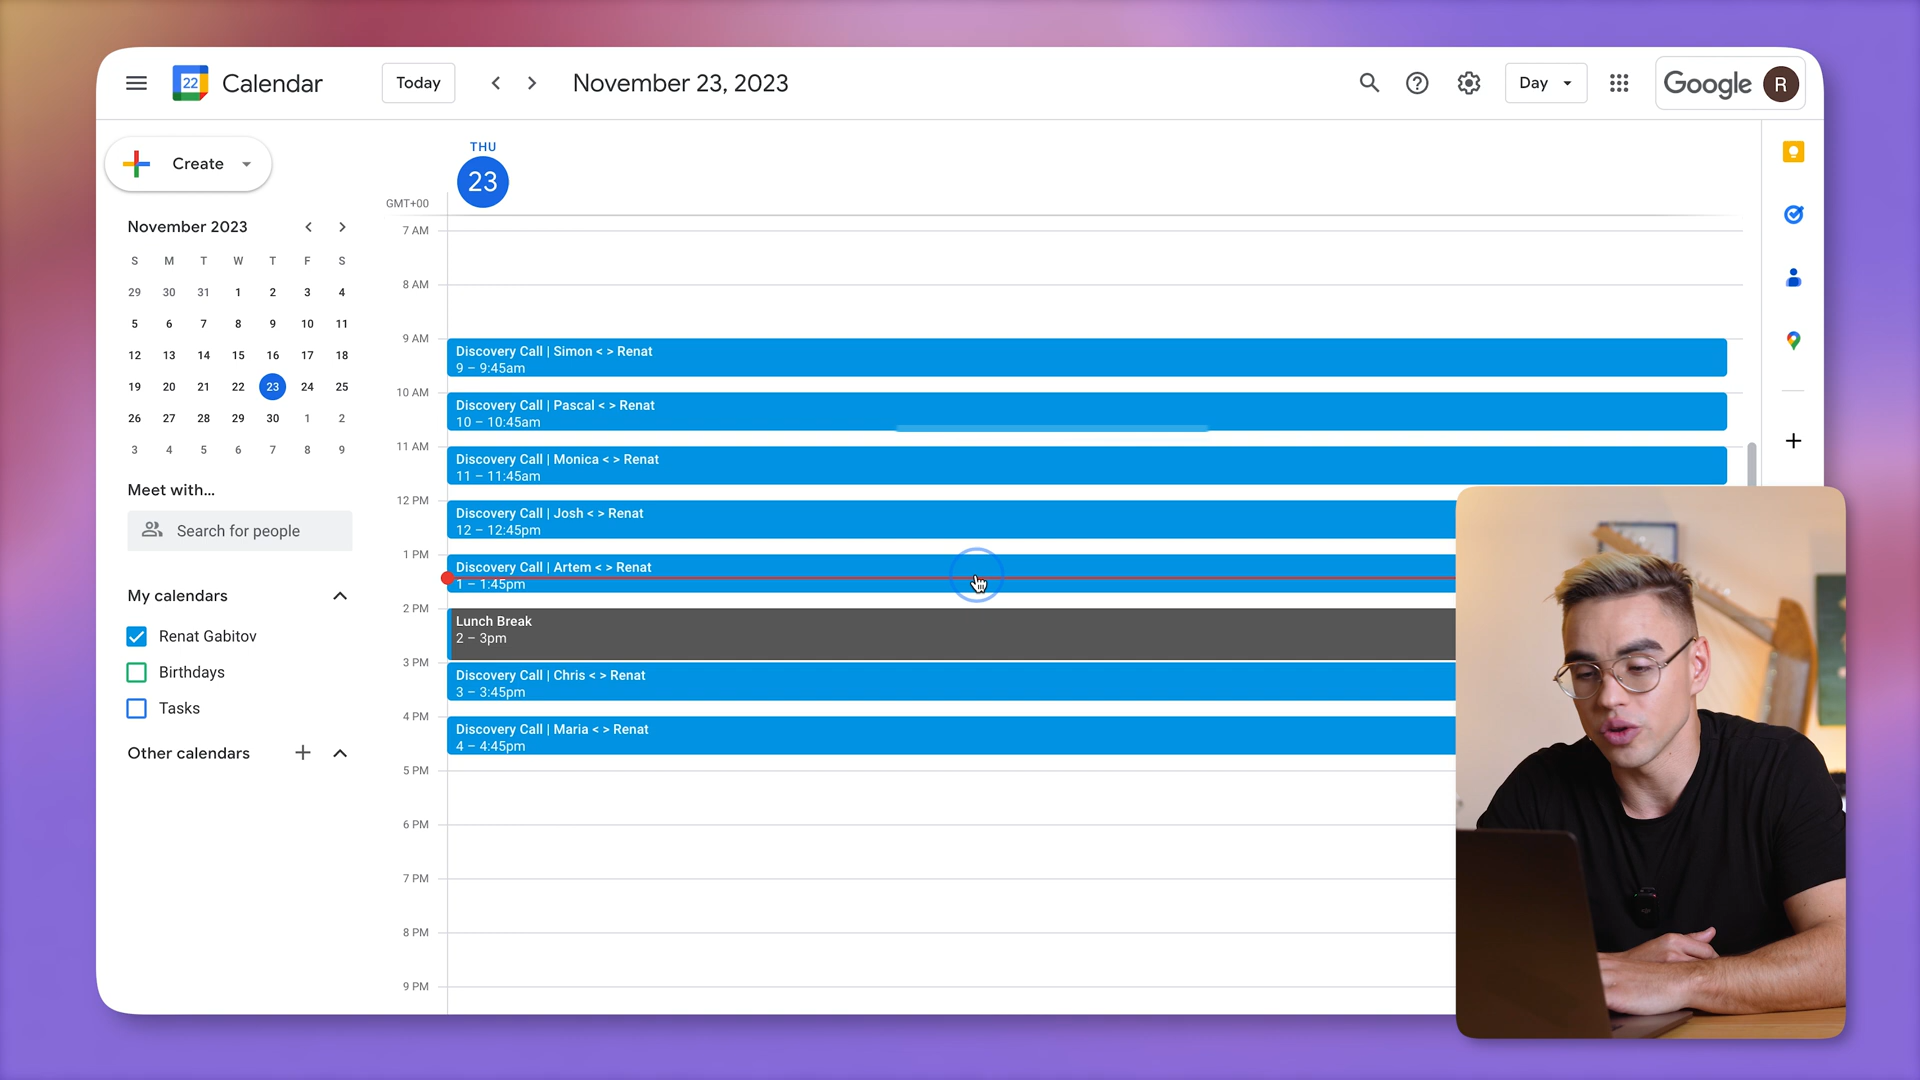 22 Calendar Today November 23, 2023 Day Google R
Create
November 2023
S M T W T F S
29 30 31 1 2 3 4
5 6 7 8 9 10 11
12 13 14 15 16 17 18
19 20 21 22 23 24 25
26 27 28 29 30 1 2
3 4 5 6 7 8 9
Meet with...
Search for people
My calendars
Renat Gabitov
Birthdays
Tasks
Other calendars
THU
23
GMT+00
7 AM
8 AM
9 AM
Discovery Call | Simon < > Renat
9 – 9:45am
10 AM
Discovery Call | Pascal < > Renat
10 – 10:45am
11 AM
Discovery Call | Monica < > Renat
11 – 11:45am
12 PM
Discovery Call | Josh < > Renat
12 – 12:45pm
1 PM
Discovery Call | Artem < > Renat
1 – 1:45pm
2 PM
Lunch Break
2 – 3pm
3 PM
Discovery Call | Chris < > Renat
3 – 3:45pm
4 PM
Discovery Call | Maria < > Renat
4 – 4:45pm
5 PM
6 PM
7 PM
8 PM
9 PM